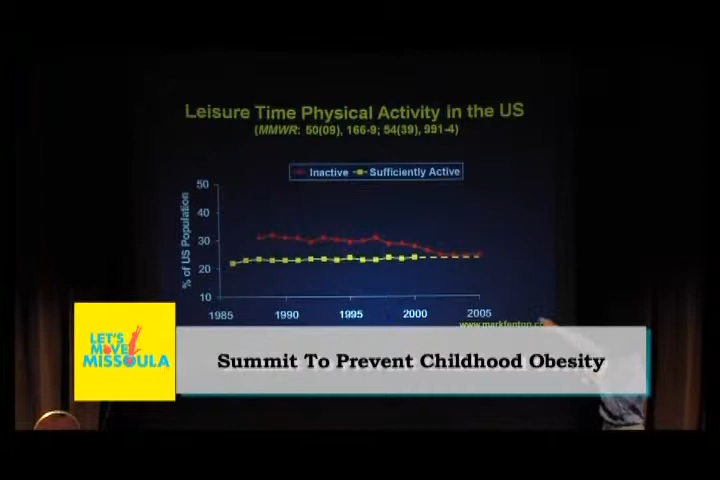 Leisure Time Physical Activity in the US
(MMWR: 50(09), 166-9; 54(39), 991-4)
Inactive Sufficiently Active
% of US Population
50
40
30
20
10
1985 1990 1995 2000 2005
www.markfenton.co
LET'S
MOVE
MISSOULA
Summit To Prevent Childhood Obesity